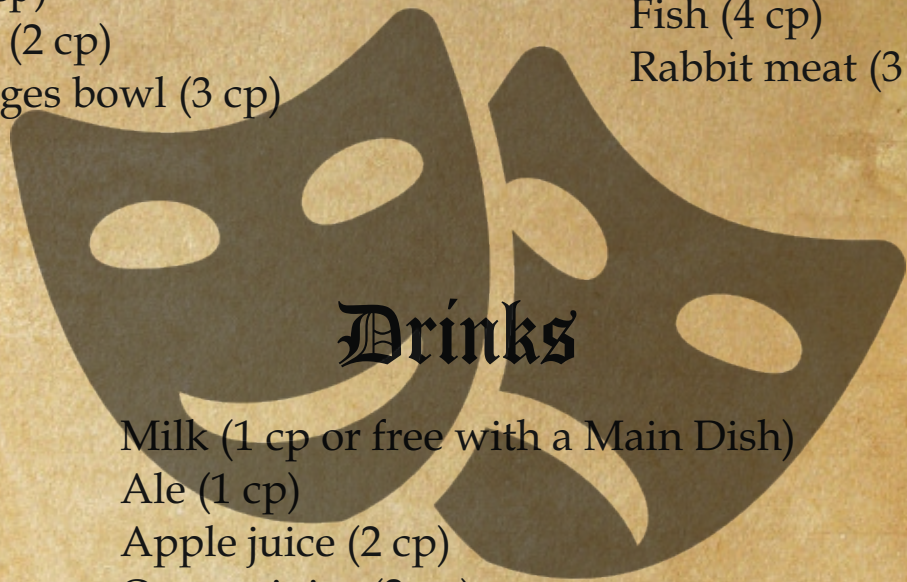 (2 cp)
bowl (3 cp)
Fish (4 cp)
Rabbit meat (3
Drinks
Milk (1 cp or free with a Main Dish)
Ale (1 cp)
Apple juice (2 cp)